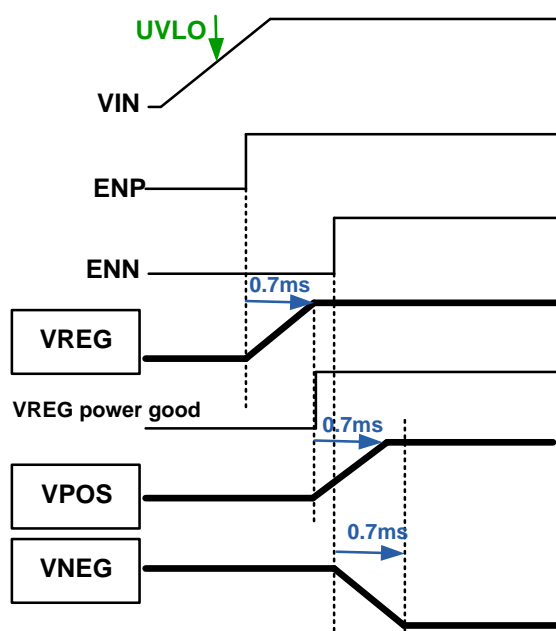 UVLO
VIN
ENP
ENN
0.7ms
VREG
VREG power good
0.7ms
VPOS
0.7ms
VNEG